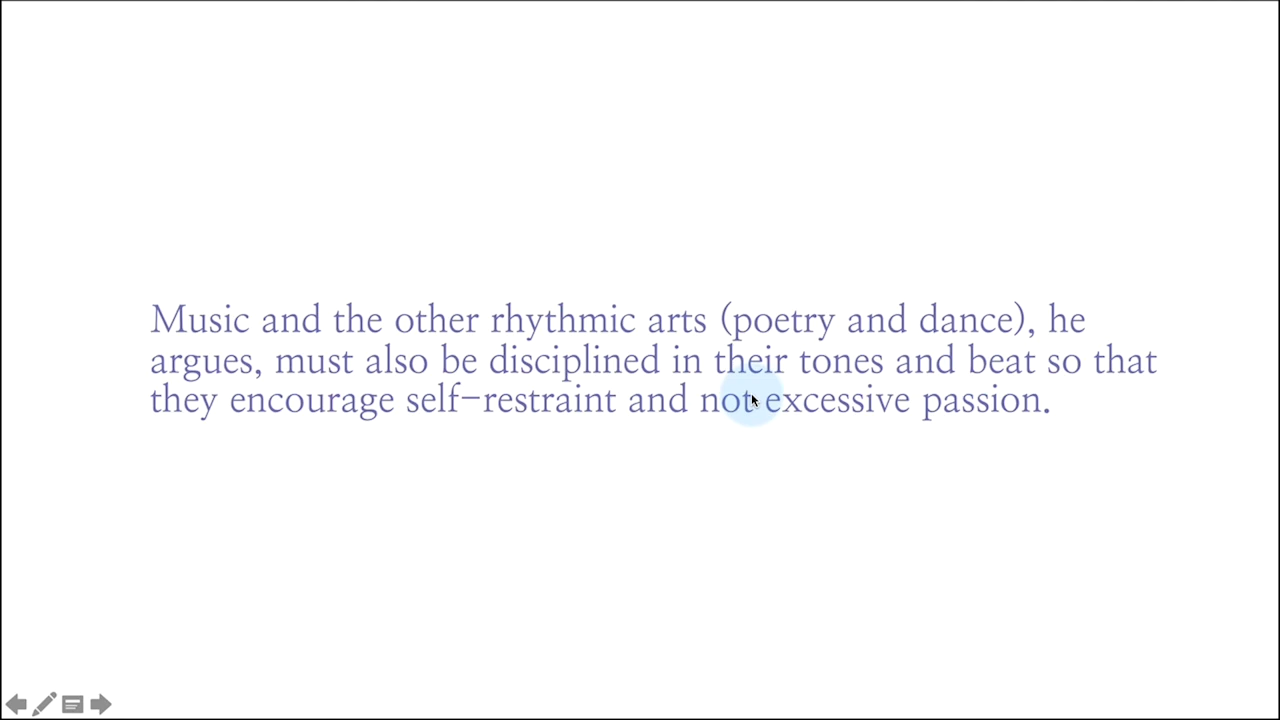 Music and the other rhythmic arts (poetry and dance), he
argues, must also be disciplined in their tones and beat so that
they encourage self-restraint and not excessive passion.